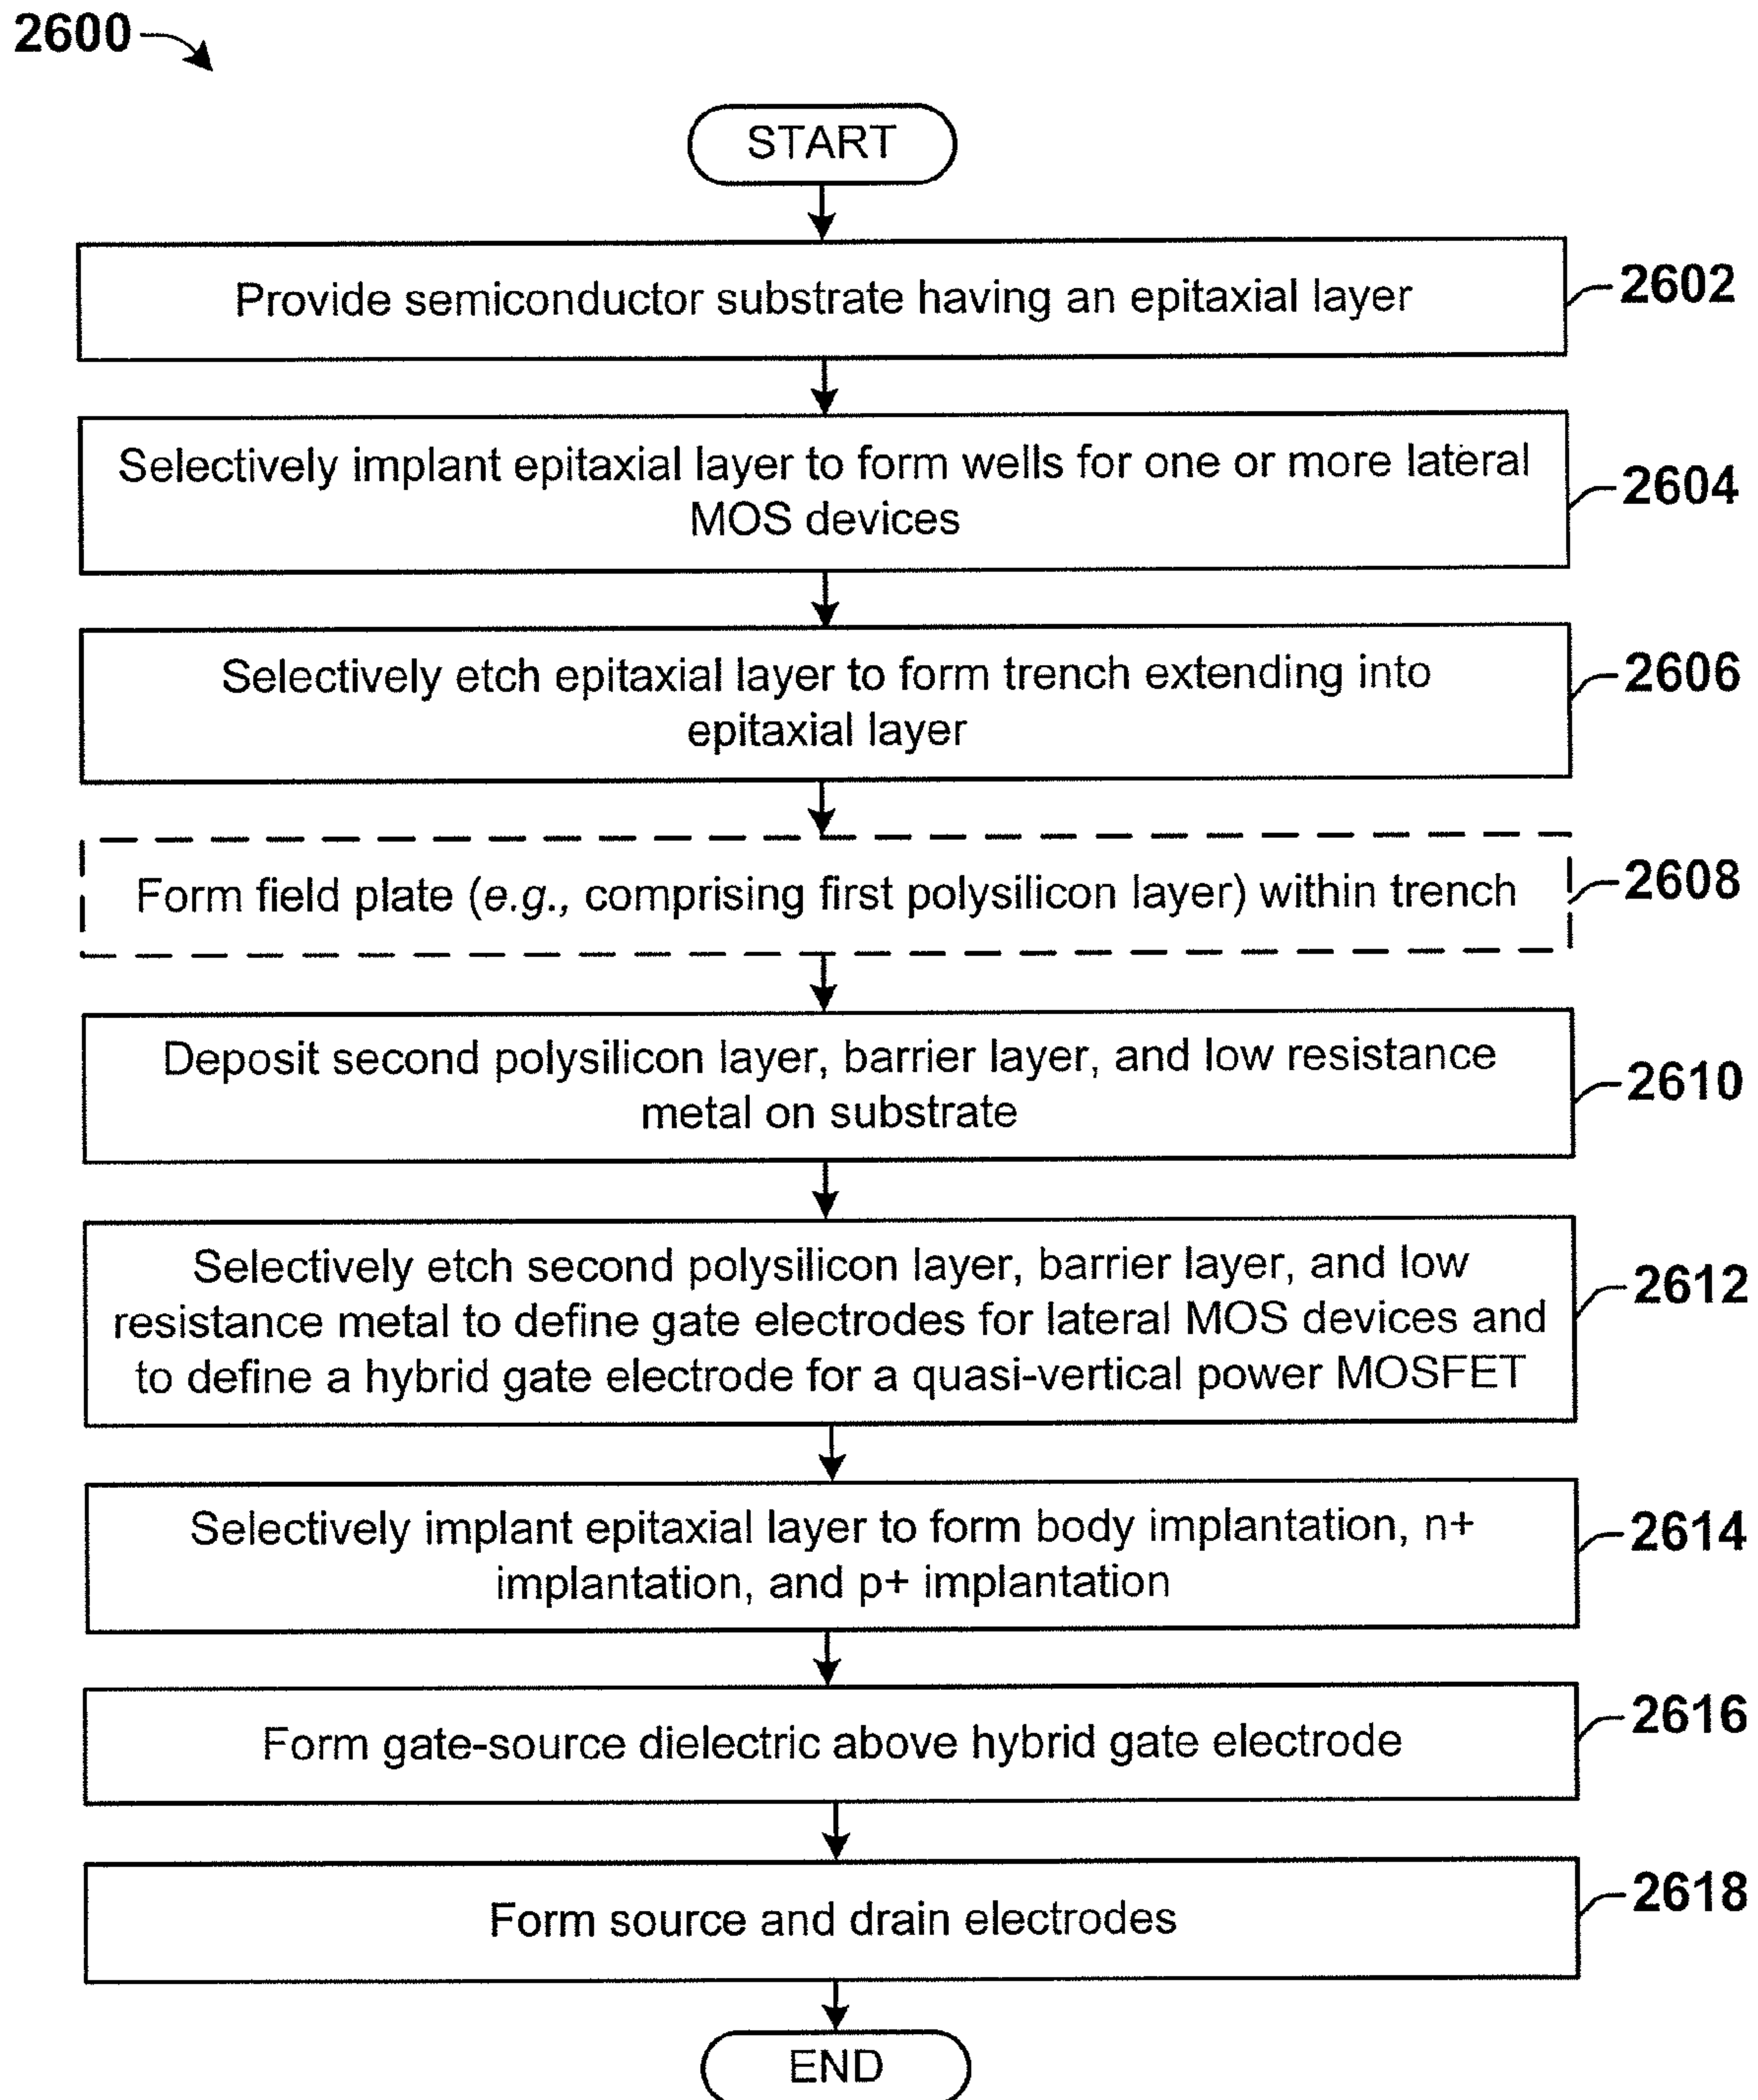 2600
START
Provide semiconductor substrate having an epitaxial layer
2602
Selectively implant epitaxial layer to form wells for one or more lateral
MOS devices
2604
Selectively etch epitaxial layer to form trench extending into
epitaxial layer
2606
Form field plate (e.g., comprising first polysilicon layer) within trench
2608
Deposit second polysilicon layer, barrier layer, and low resistance
metal on substrate
2610
Selectively etch second polysilicon layer, barrier layer, and low
resistance metal to define gate electrodes for lateral MOS devices and
to define a hybrid gate electrode for a quasi-vertical power MOSFET
2612
Selectively implant epitaxial layer to form body implantation, n+
implantation, and p+ implantation
2614
Form gate-source dielectric above hybrid gate electrode
2616
Form source and drain electrodes
2618
END